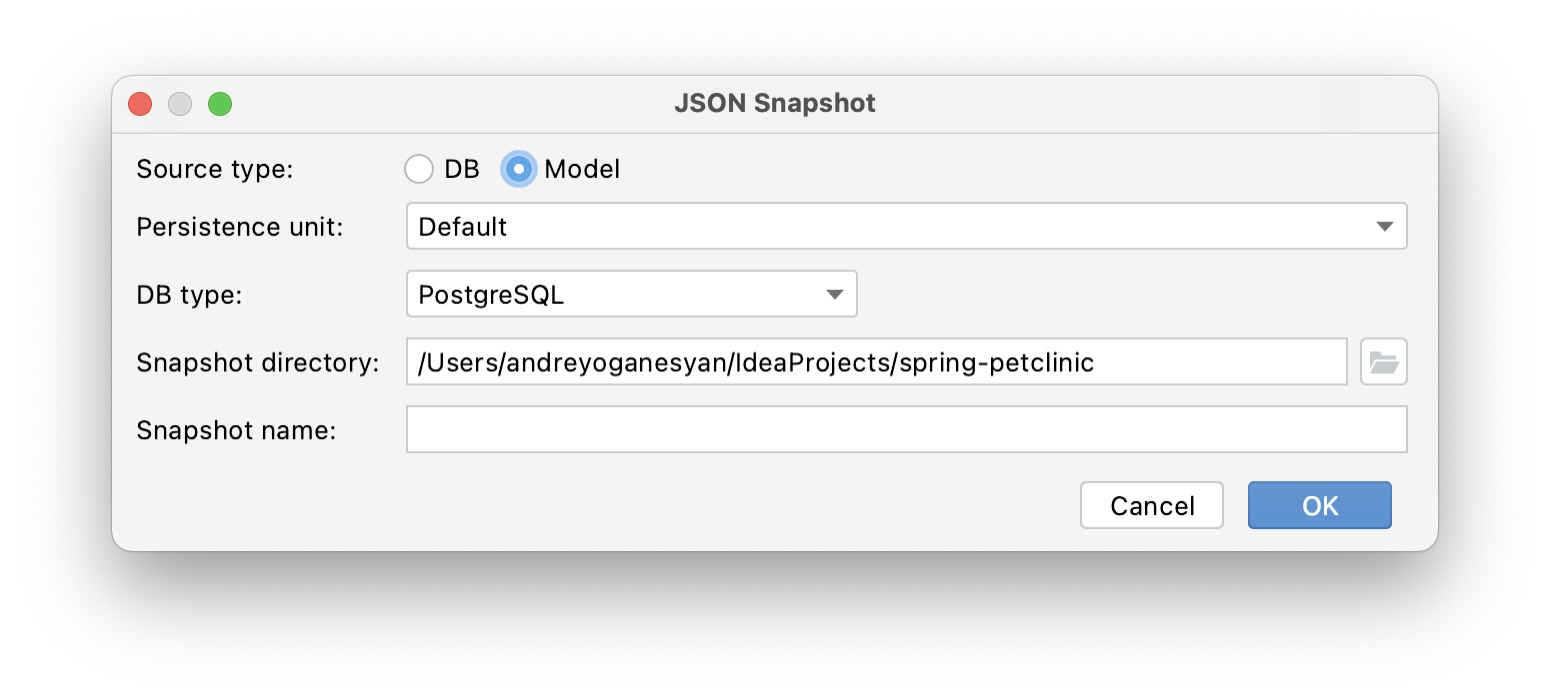 JSON Snapshot
Source type: DB Model
Persistence unit: Default
DB type: PostgreSQL
Snapshot directory: /Users/andreyoganesyan/IdeaProjects/spring-petclinic
Snapshot name:
Cancel OK